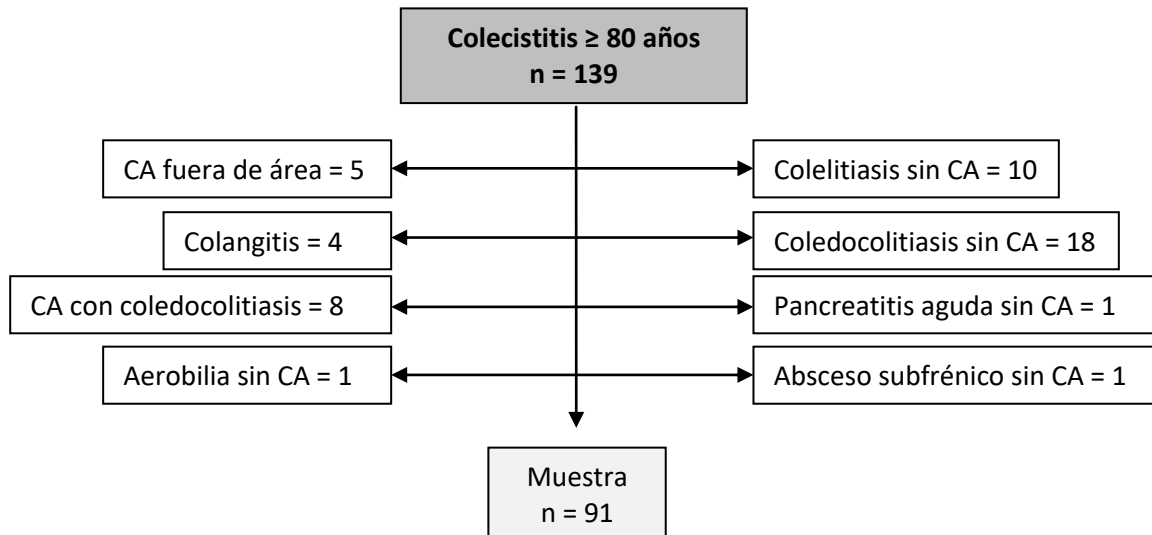 Colecistitis ≥ 80 años
n = 139
CA fuera de área = 5
Colelitiasis sin CA = 10
Colangitis = 4
Coledocolitiasis sin CA = 18
CA con coledocolitiasis = 8
Pancreatitis aguda sin CA = 1
Aerobilia sin CA = 1
Absceso subfrénico sin CA = 1
Muestra
n = 91